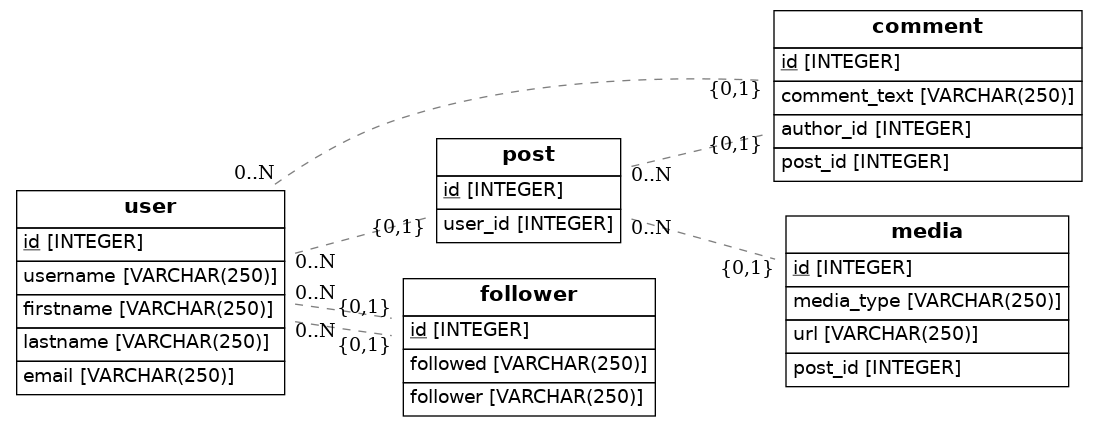 comment
id [INTEGER]
comment_text [VARCHAR(250)]
author_id [INTEGER]
post_id [INTEGER]
{0,1}
{0,1}
0..N
post
id [INTEGER]
user_id [INTEGER]
0..N
0..N
user
id [INTEGER]
username [VARCHAR(250)]
firstname [VARCHAR(250)]
lastname [VARCHAR(250)]
email [VARCHAR(250)]
{0,1}
0..N
0..N
{0,1}
0..N
{0,1}
follower
id [INTEGER]
followed [VARCHAR(250)]
follower [VARCHAR(250)]
{0,1}
media
id [INTEGER]
media_type [VARCHAR(250)]
url [VARCHAR(250)]
post_id [INTEGER]